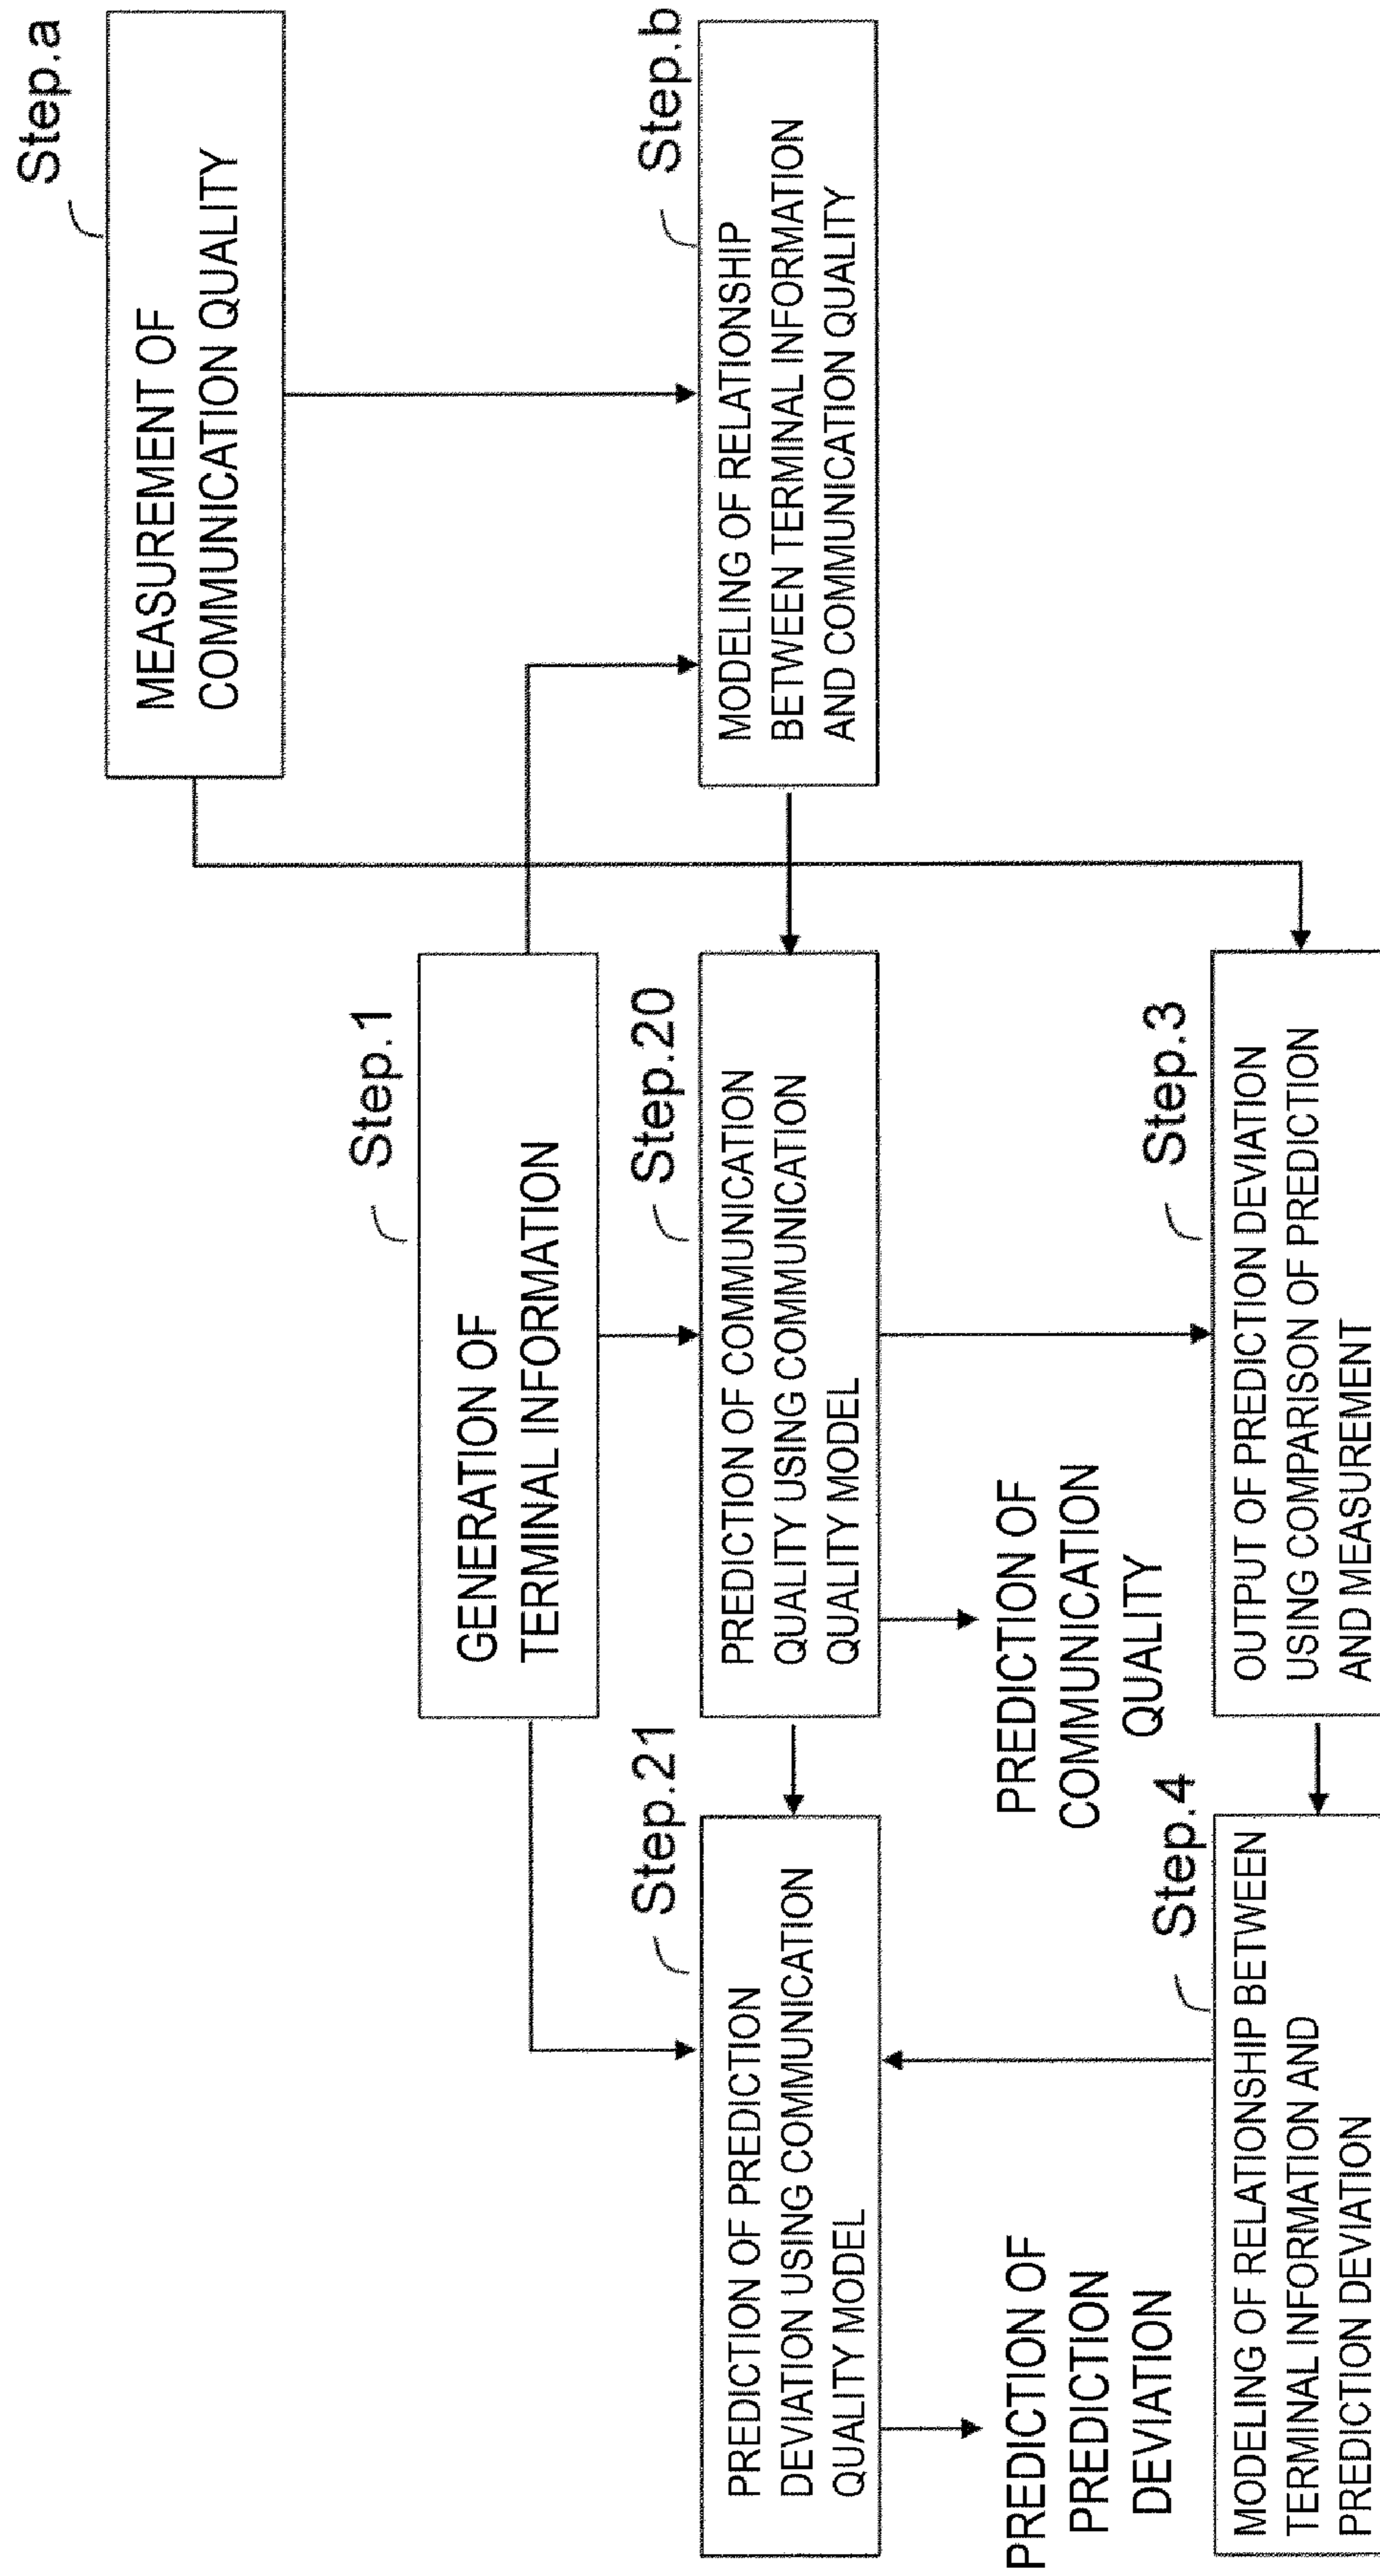 Step.a
MEASUREMENT OF
COMMUNICATION QUALITY
Step.1
GENERATION OF
TERMINAL INFORMATION
Step.21
PREDICTION OF PREDICTION
DEVIATION USING COMMUNICATION
QUALITY MODEL
Step.20
PREDICTION OF COMMUNICATION
QUALITY USING COMMUNICATION
QUALITY MODEL
Step.b
MODELING OF RELATIONSHIP
BETWEEN TERMINAL INFORMATION
AND COMMUNICATION QUALITY
PREDICTION OF
PREDICTION
DEVIATION
PREDICTION OF
COMMUNICATION
QUALITY
Step.4
MODELING OF RELATIONSHIP BETWEEN
TERMINAL INFORMATION AND
PREDICTION DEVIATION
Step.3
OUTPUT OF PREDICTION DEVIATION
USING COMPARISON OF PREDICTION
AND MEASUREMENT